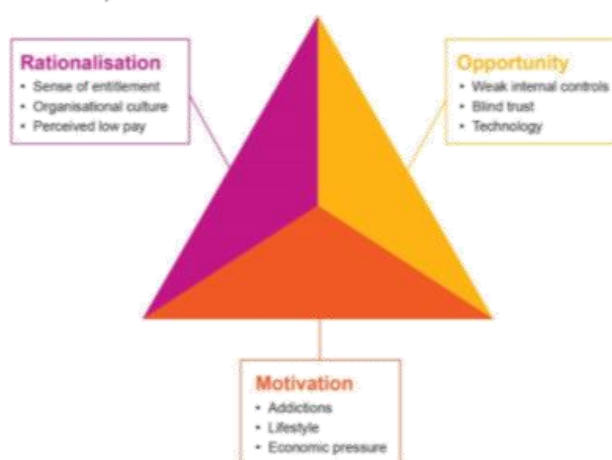 Rationalisation
• Sense of entitlement
• Organisational culture
• Perceived low pay
Opportunity
• Weak internal controls
• Blind trust
• Technology
Motivation
• Addictions
• Lifestyle
• Economic pressure